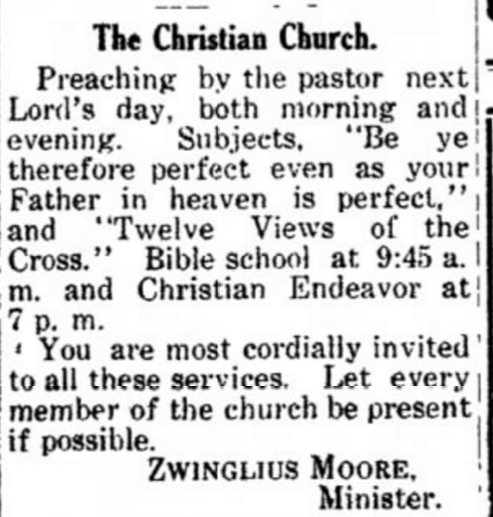 The Christian Church.
Preaching by the pastor next
Lord's day, both morning and
evening. Subjects, "Be ye
therefore perfect even as your
Father in heaven is perfect,"
and "Twelve Views of the
Cross." Bible school at 9:45 a.
m. and Christian Endeavor at
7 p. m.
You are most cordially invited
to all these services. Let every
member of the church be present
if possible.
ZWINGLIUS MOORE,
Minister.